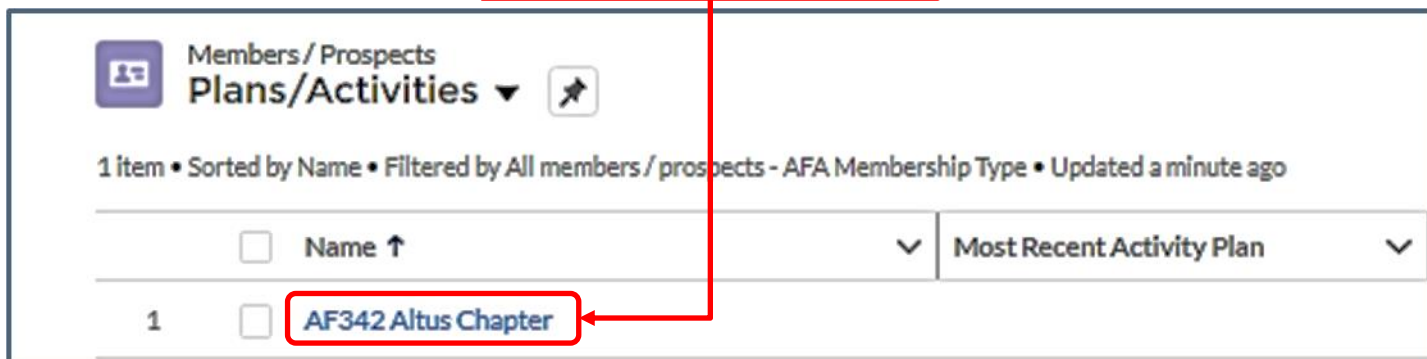 Members / Prospects
Plans/Activities
1 item • Sorted by Name • Filtered by All members / prospects - AFA Membership Type • Updated a minute ago
Name ↑ Most Recent Activity Plan
1 AF342 Altus Chapter